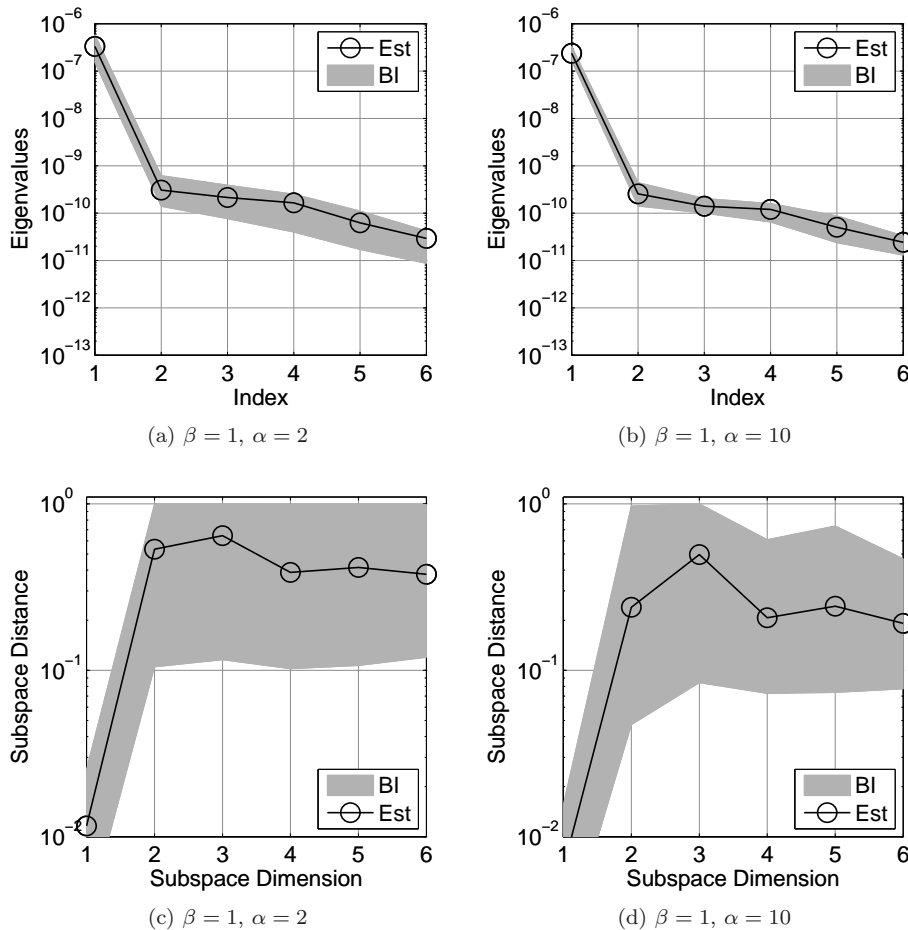 10^−6
10^−7
10^−8
10^−9
10^−10
10^−11
10^−12
10^−13
Eigenvalues
Est
BI
1 2 3 4 5 6
Index
(a) β = 1, α = 2
10^−6
10^−7
10^−8
10^−9
10^−10
10^−11
10^−12
10^−13
Eigenvalues
Est
BI
1 2 3 4 5 6
Index
(b) β = 1, α = 10
10^0
10^−1
10^−2
Subspace Distance
BI
Est
1 2 3 4 5 6
Subspace Dimension
(c) β = 1, α = 2
10^0
10^−1
10^−2
Subspace Distance
BI
Est
1 2 3 4 5 6
Subspace Dimension
(d) β = 1, α = 10